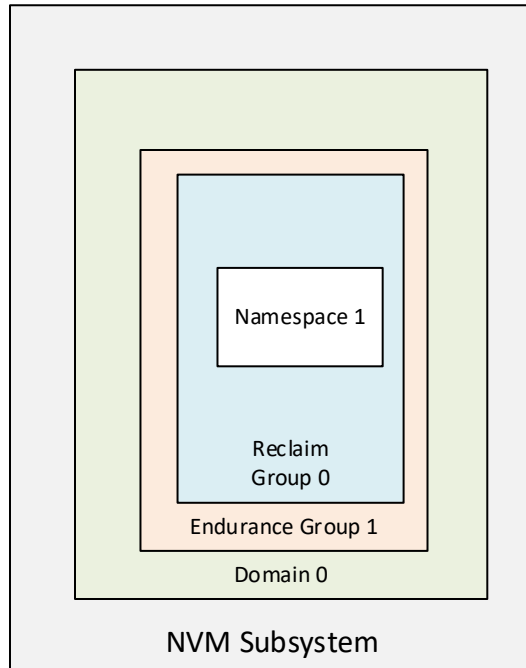 Namespace 1
Reclaim
Group 0
Endurance Group 1
Domain 0
NVM Subsystem